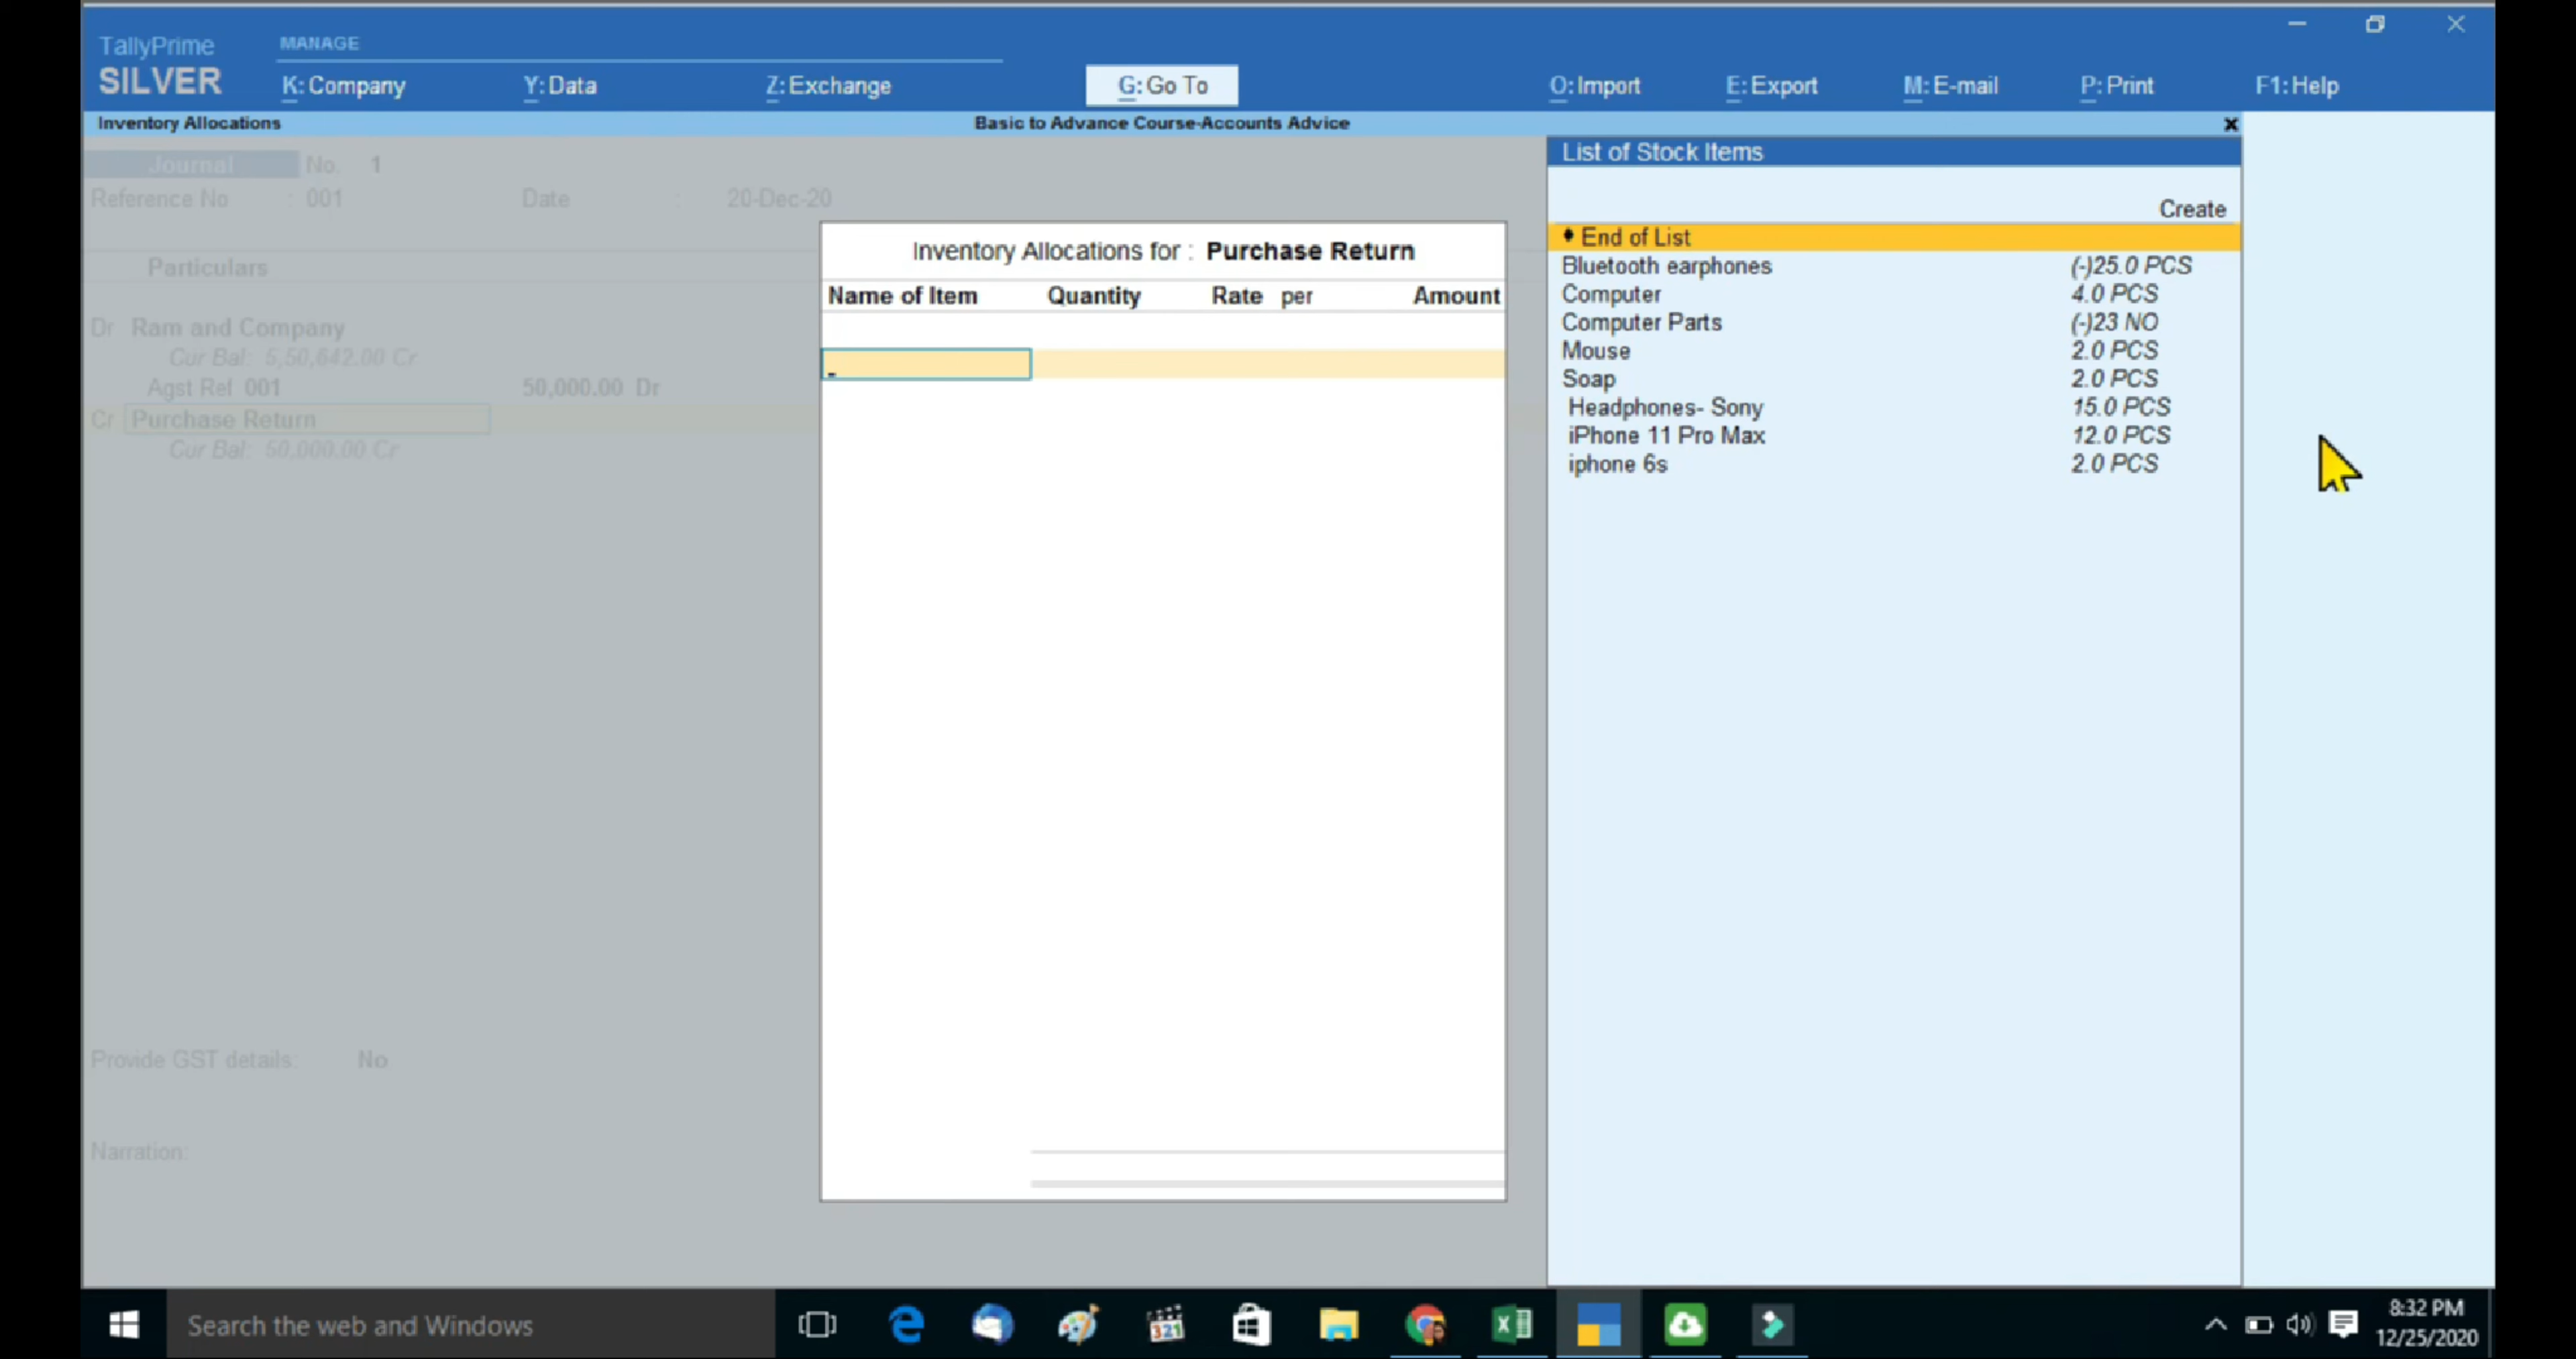 TallyPrime
SILVER
MANAGE
K: Company Y: Data Z: Exchange G: Go To O: Import E: Export M: E-mail P: Print F1: Help
Inventory Allocations Basic to Advance Course-Accounts Advice x
Journal No. 1
Reference No : 001 Date : 20-Dec-20
Particulars
Dr Ram and Company
Cur Bal: 5,50,642.00 Cr
Agst Ref 001 50,000.00 Dr
Cr Purchase Return
Cur Bal: 50,000.00 Cr
Provide GST details: No
Narration:
Inventory Allocations for : Purchase Return
Name of Item Quantity Rate per Amount
List of Stock Items
Create
End of List
Bluetooth earphones (-)25.0 PCS
Computer 4.0 PCS
Computer Parts (-)23 NO
Mouse 2.0 PCS
Soap 2.0 PCS
Headphones- Sony 15.0 PCS
iPhone 11 Pro Max 12.0 PCS
iphone 6s 2.0 PCS
Search the web and Windows
321
8:32 PM
12/25/2020